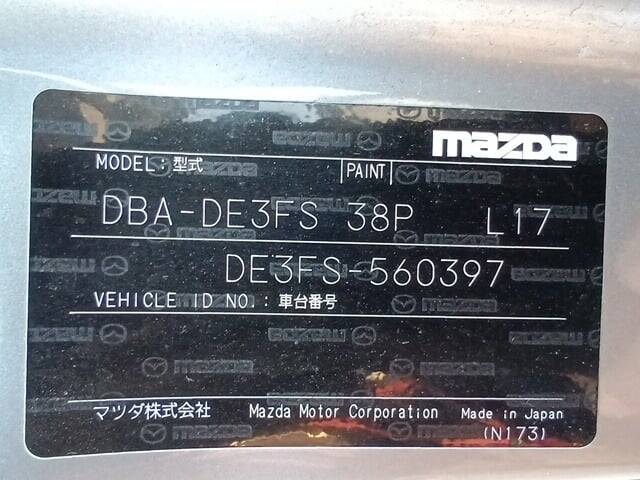 mazda
MODEL:型式 PAINT
DBA-DE3FS 38P L17
DE3FS-560397
VEHICLE ID NO.:車台番号
マツダ株式会社 Mazda Motor Corporation Made in Japan
(N173)